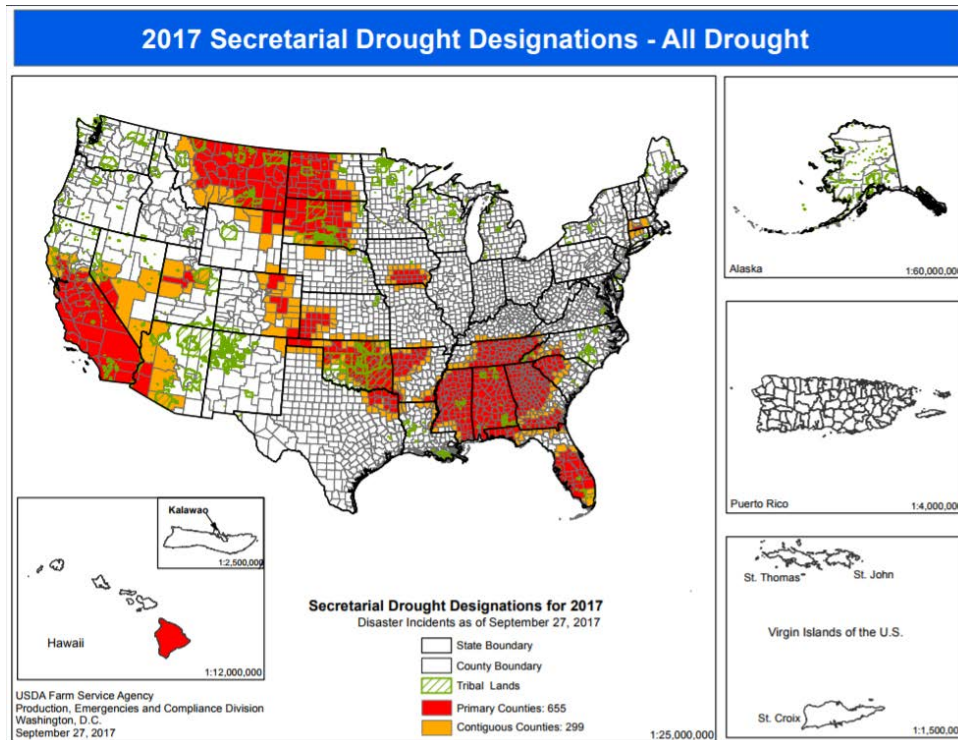 2017 Secretarial Drought Designations - All Drought
Alaska
1:60,000,000
Puerto Rico
1:4,000,000
St. Thomas
St. John
Virgin Islands of the U.S.
St. Croix
1:1,500,000
Kalawao
1:2,500,000
Hawaii
1:12,000,000
Secretarial Drought Designations for 2017
Disaster Incidents as of September 27, 2017
State Boundary
County Boundary
Tribal Lands
Primary Counties: 655
Contiguous Counties: 299
1:25,000,000
USDA Farm Service Agency
Production, Emergencies and Compliance Division
Washington, D.C.
September 27, 2017